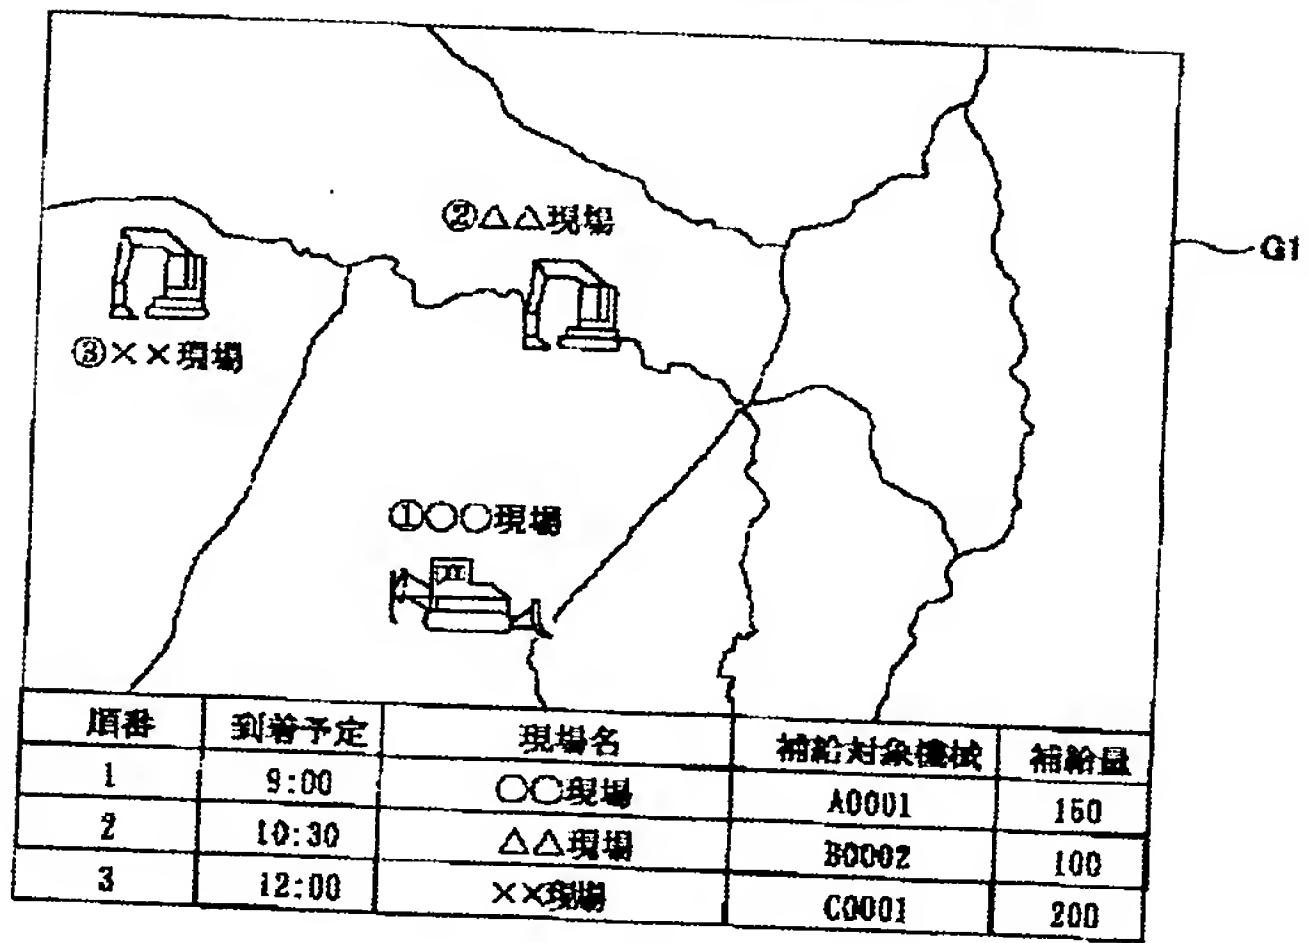 ②△△現場
G1
③××現場
①○○現場
順番 到着予定 現場名 補給対象機械 補給量
1 9:00 ○○現場 A0001 150
2 10:30 △△現場 B0002 100
3 12:00 ××現場 C0001 200